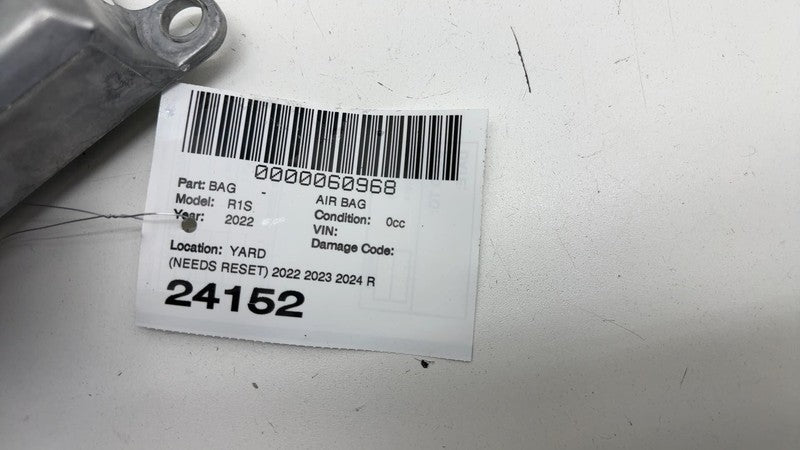 0000060968
Part: BAG - AIR BAG
Model: R1S Condition: 0cc
Year: 2022 VIN:
Damage Code:
Location: YARD
(NEEDS RESET) 2022 2023 2024 R
24152